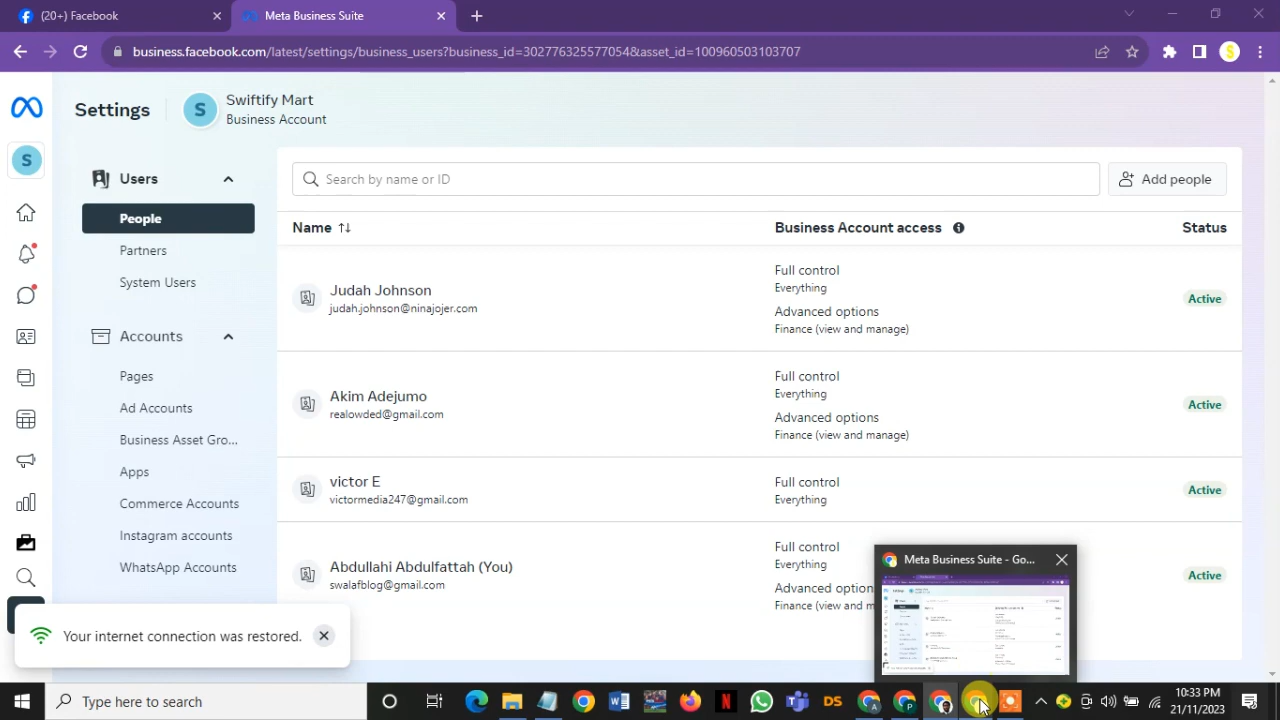 (20+) Facebook
Meta Business Suite
business.facebook.com/latest/settings/business_users?business_id=302776325577054&asset_id=100960503103707
S
Settings
S
Swiftify Mart
Business Account
S
Users
Search by name or ID
Add people
People
Name
Business Account access
Status
Partners
System Users
Judah Johnson
judah.johnson@ninajojer.com
Full control
Everything
Advanced options
Finance (view and manage)
Active
Accounts
Pages
Ad Accounts
Business Asset Gro...
Apps
Commerce Accounts
Instagram accounts
WhatsApp Accounts
Akim Adejumo
realowded@gmail.com
Full control
Everything
Advanced options
Finance (view and manage)
Active
victor E
victormedia247@gmail.com
Full control
Everything
Active
Abdullahi Abdulfattah (You)
swalafblog@gmail.com
Full control
Everything
Advanced
Finance (view and m
Active
Meta Business Suite - Go...
Your internet connection was restored
Type here to search
W
N
DS
A
P
10:33 PM
21/11/2023